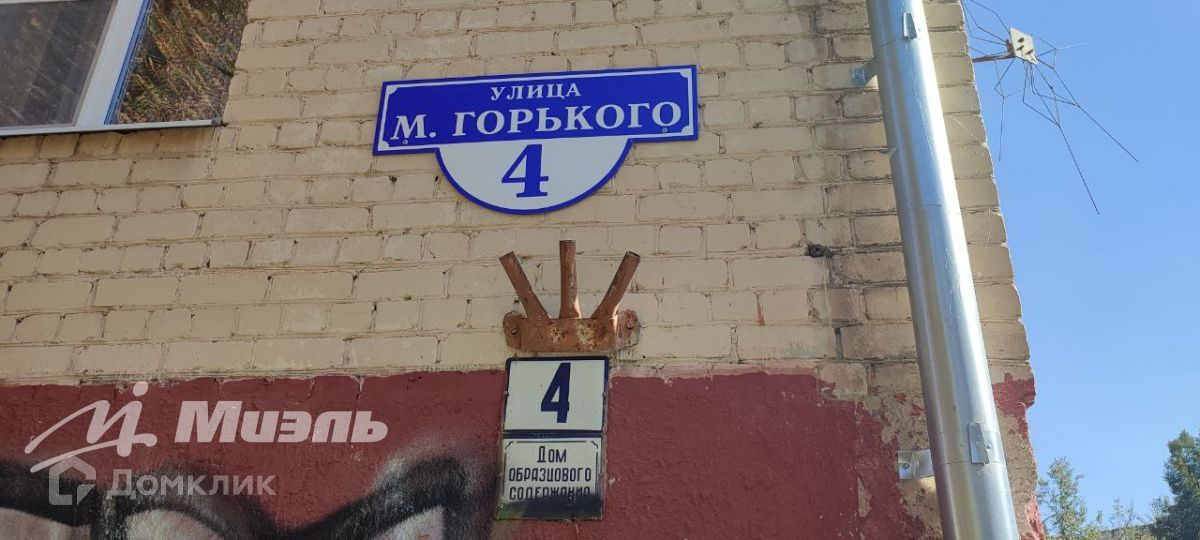 УЛИЦА
М. ГОРЬКОГО
4
4
ДОМ
ОБРАЗЦОВОГО
СОДЕРЖАНИЯ
Миэль
Домклик